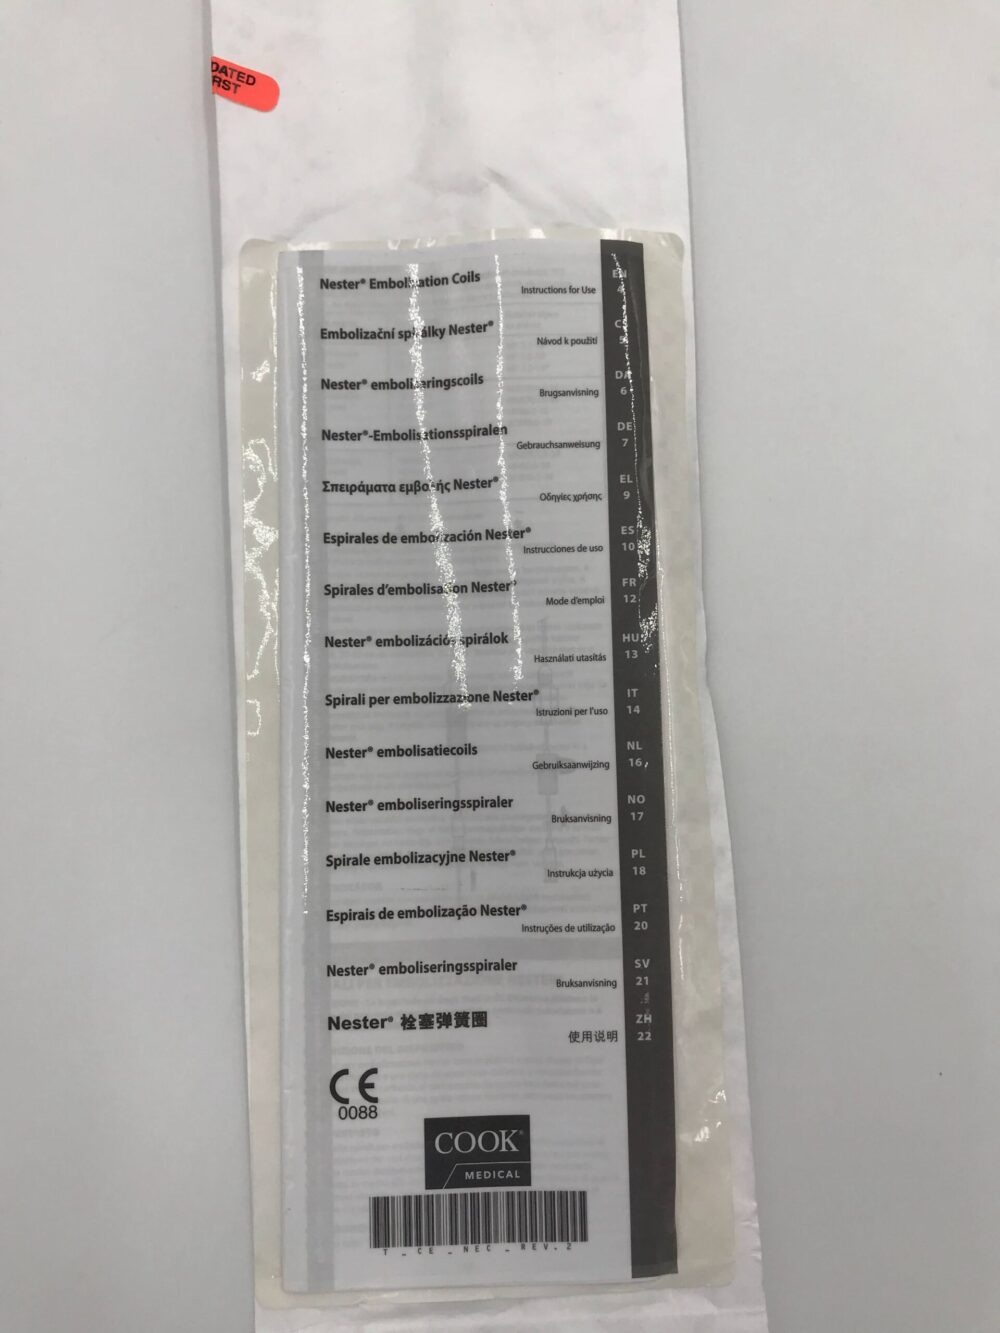 DATED
RST
Nester® Embolization Coils
Instructions for Use
EN
4
Embolizační spirálky Nester®
Návod k použití
CS
5
Nester® emboliseringscoils
Brugsanvisning
DA
6
Nester®-Embolisationsspiralen
Gebrauchsanweisung
DE
7
Σπειράματα εμβολής Nester®
Οδηγίες χρήσης
EL
9
Espirales de embolización Nester®
Instrucciones de uso
ES
10
Spirales d'embolisation Nester®
Mode d'emploi
FR
12
Nester® embolizációs spirálok
Használati utasítás
HU
13
Spirali per embolizzazione Nester®
Istruzioni per l'uso
IT
14
Nester® embolisatiecoils
Gebruiksaanwijzing
NL
16
Nester® emboliseringsspiraler
Bruksanvisning
NO
17
Spirale embolizacyjne Nester®
Instrukcja użycia
PL
18
Espirais de embolização Nester®
Instruções de utilização
PT
20
Nester® emboliseringsspiraler
Bruksanvisning
SV
21
Nester® 栓塞弹簧圈
使用说明
ZH
22
CE
0088
COOK®
MEDICAL
T_CE_NEC_REV.2